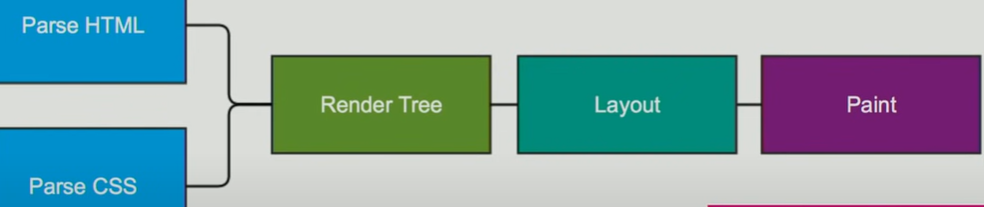 Parse HTML
Render Tree
Layout
Paint
Parse CSS